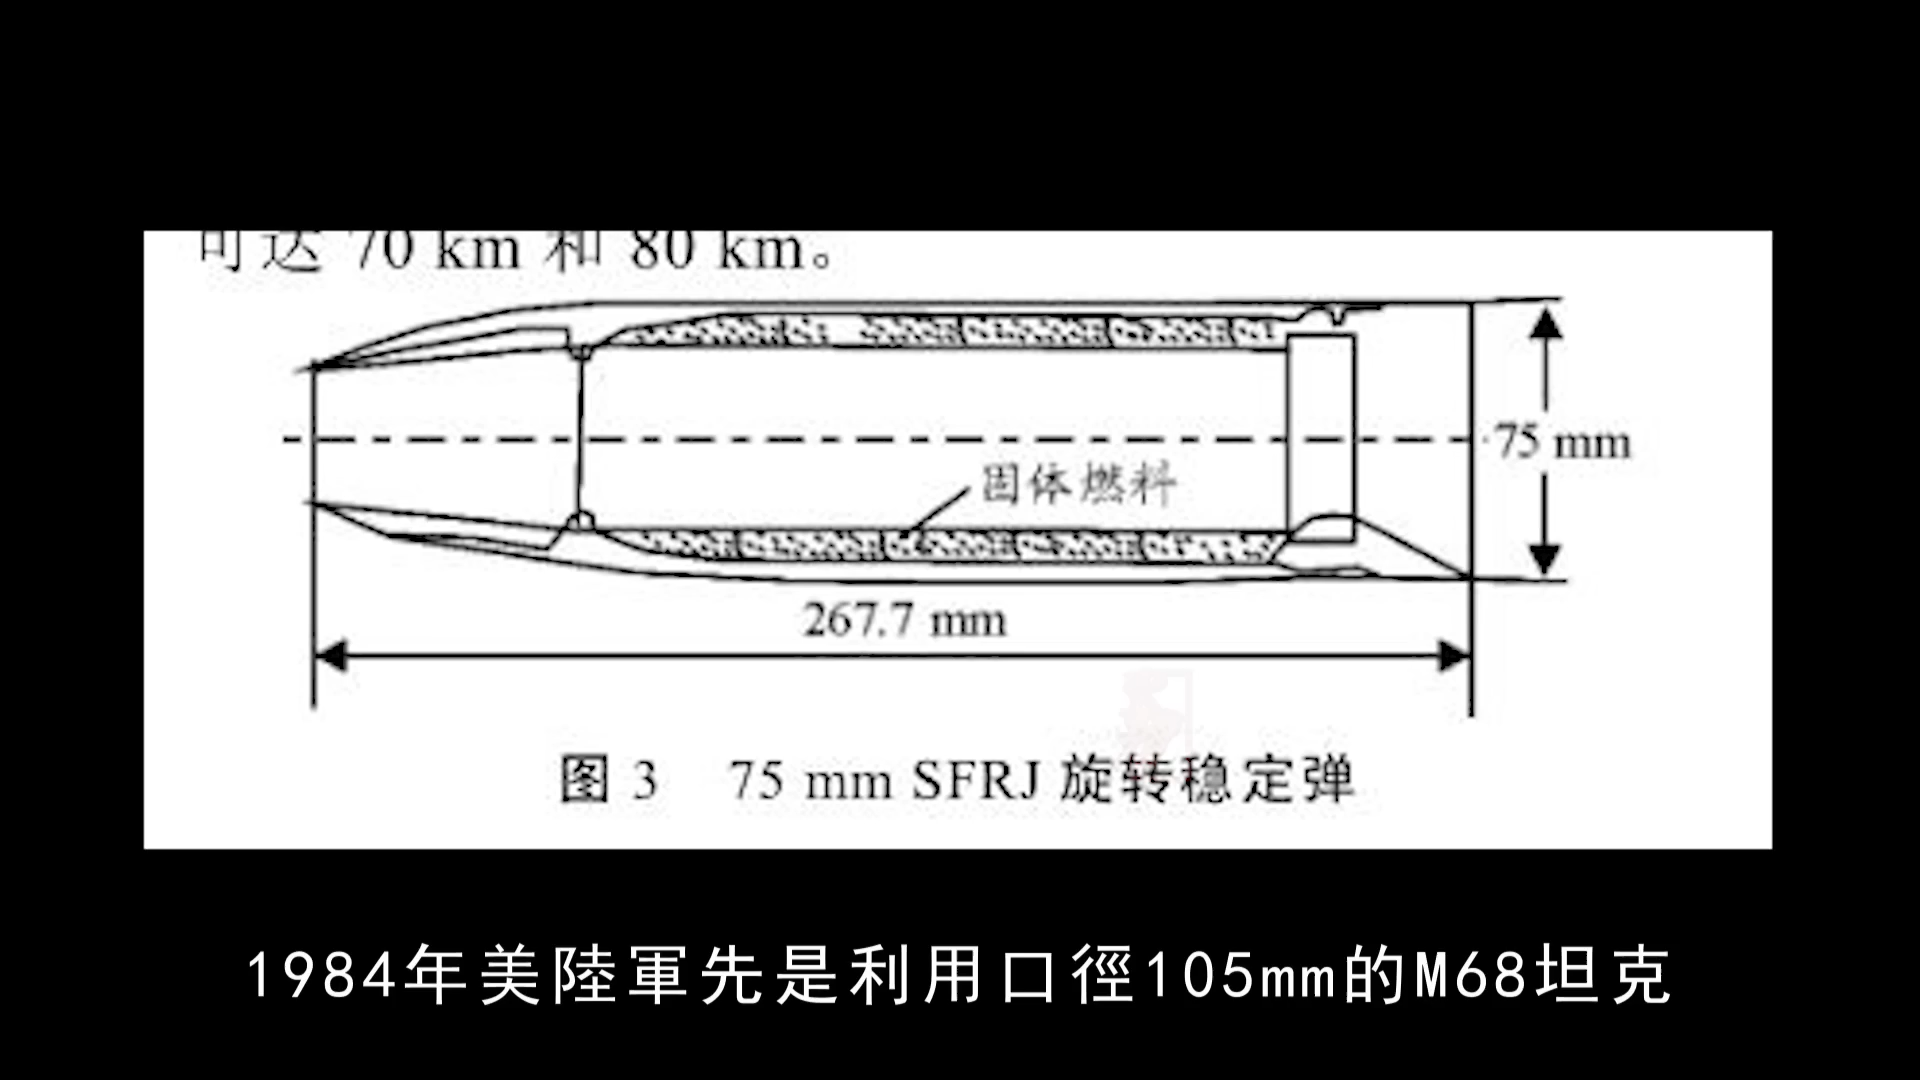 可达 70 km 和 80 km。
固体燃料
75 mm
267.7 mm
图 3 75 mm SFRJ 旋转稳定弹
1984年美陸軍先是利用口徑105mm的M68坦克